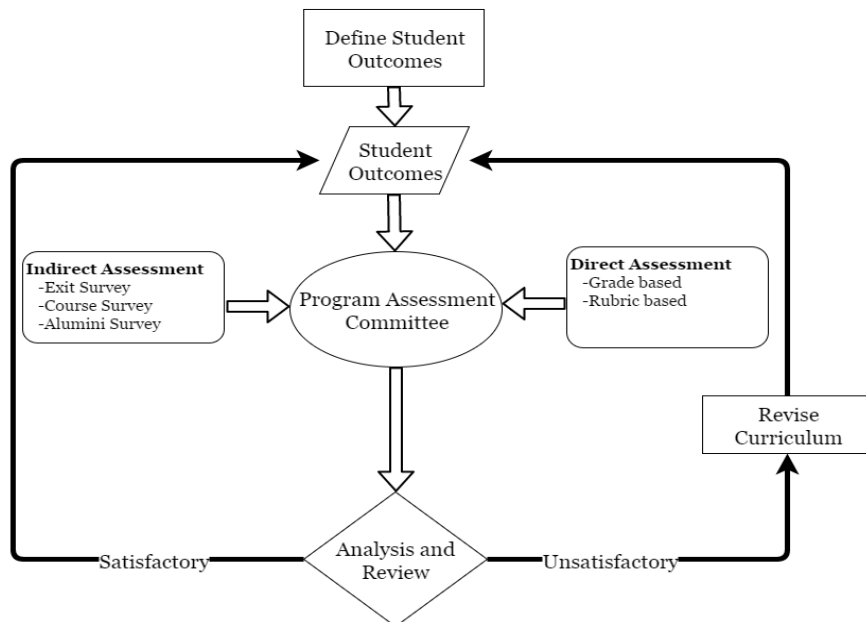 Define Student
Outcomes
Student
Outcomes
Indirect Assessment
-Exit Survey
-Course Survey
-Alumini Survey
Program Assessment
Committee
Direct Assessment
-Grade based
-Rubric based
Revise
Curriculum
Satisfactory
Analysis and
Review
Unsatisfactory